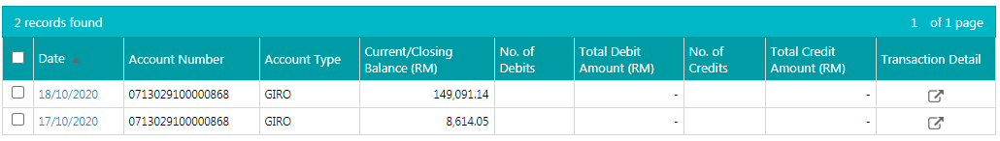 2 records found 1 of 1 page
Date Account Number Account Type Current/Closing Balance (RM) No. of Debits Total Debit Amount (RM) No. of Credits Total Credit Amount (RM) Transaction Detail
18/10/2020 0713029100000868 GIRO 149,091.14 - -
17/10/2020 0713029100000868 GIRO 8,614.05 - -